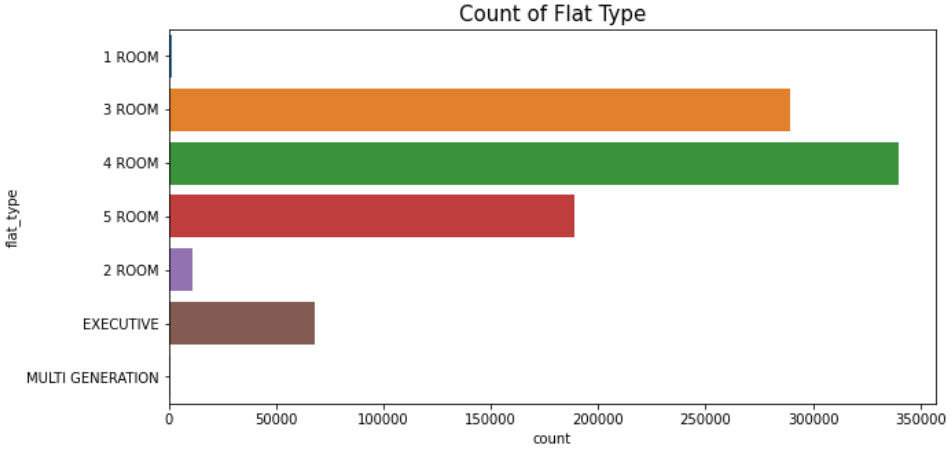 Count of Flat Type
1 ROOM
3 ROOM
4 ROOM
5 ROOM
2 ROOM
EXECUTIVE
MULTI GENERATION
flat_type
0 50000 100000 150000 200000 250000 300000 350000
count